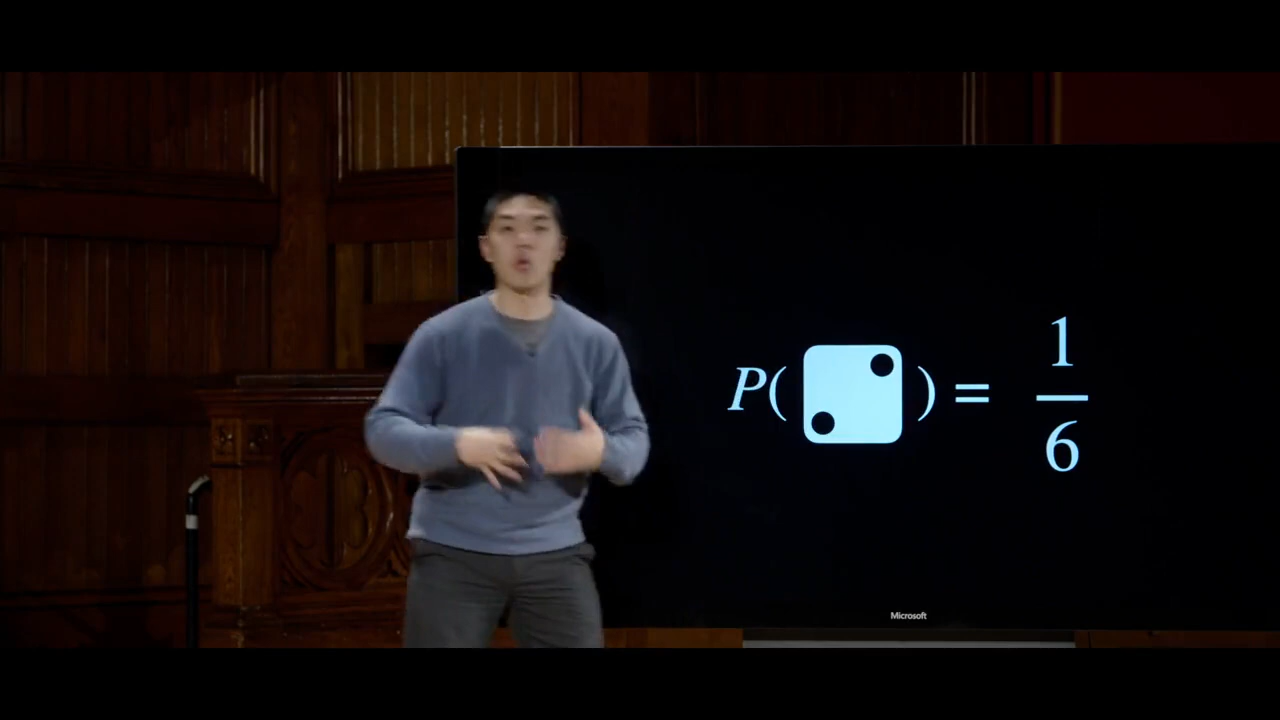 P( ) = 1/6
Microsoft